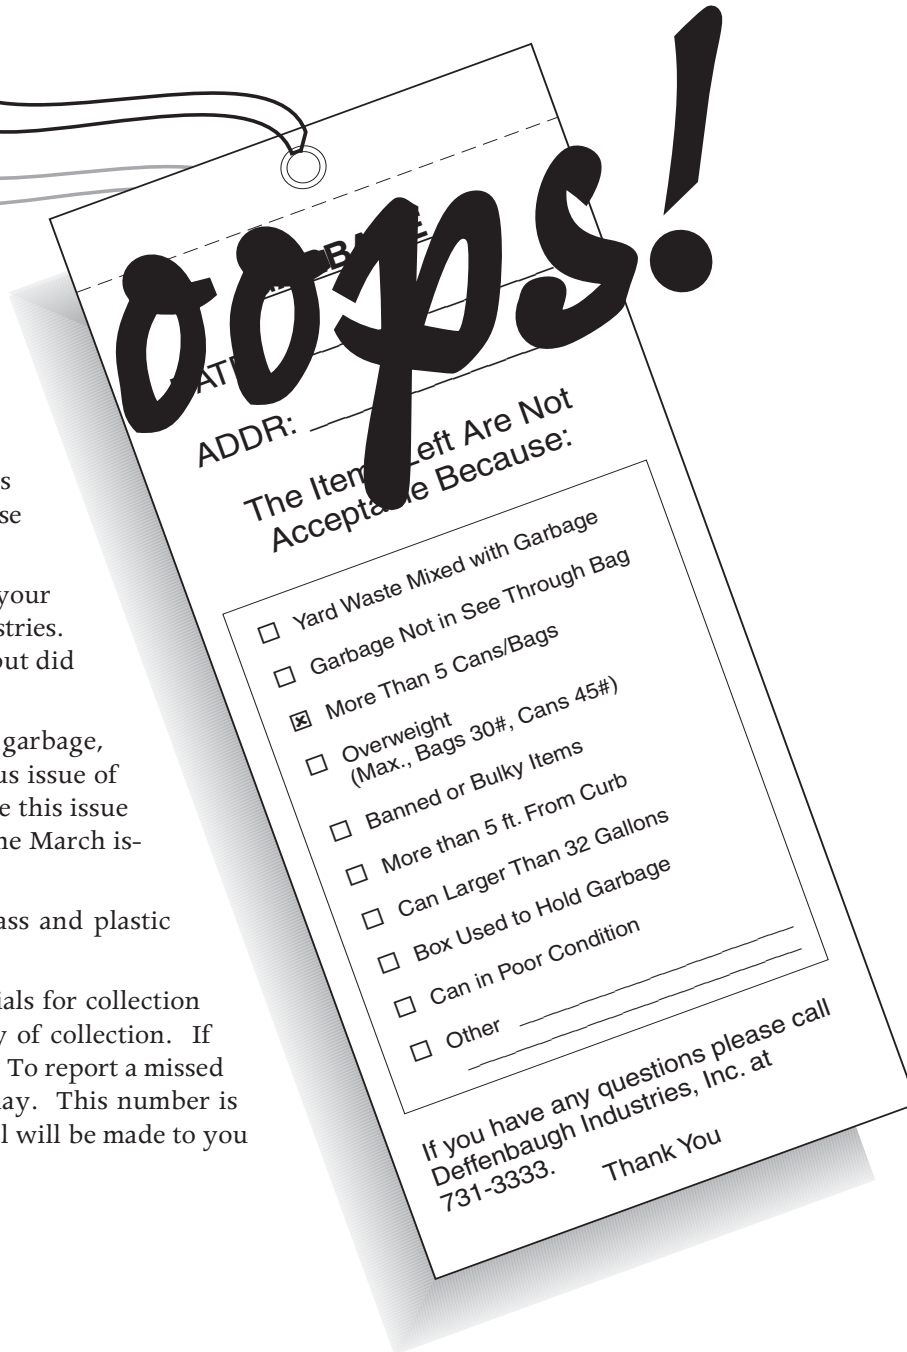 oops!
ADDR:
The Items Left Are Not
Because:
Yard Waste Mixed with Garbage
Garbage Not in See Through Bag
More Than 5 Cans/Bags
Overweight
(Max., Bags 30#, Cans 45#)
Banned or Bulky Items
More than 5 ft. From Curb
Can Larger Than 32 Gallons
Box Used to Hold Garbage
Can in Poor Condition
Other
If you have any questions please call
Deffenbaugh Industries, Inc. at
731-3333.
Thank You
s
se
your
stries.
out did
garbage,
us issue of
e this issue
he March is-
ass and plastic
ials for collection
y of collection. If
To report a missed
lay. This number is
l will be made to you